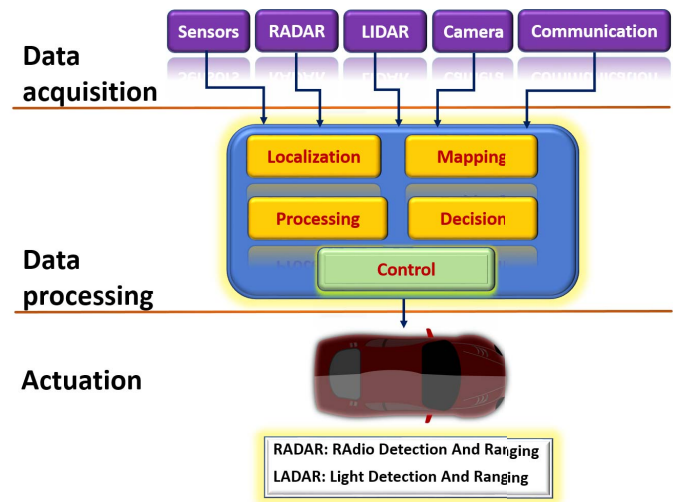 Sensors RADAR LIDAR Camera Communication
Data
acquisition
Localization Mapping
Processing Decision
Control
Data
processing
Actuation
RADAR: RAdio Detection And Ranging
LADAR: Light Detection And Ranging